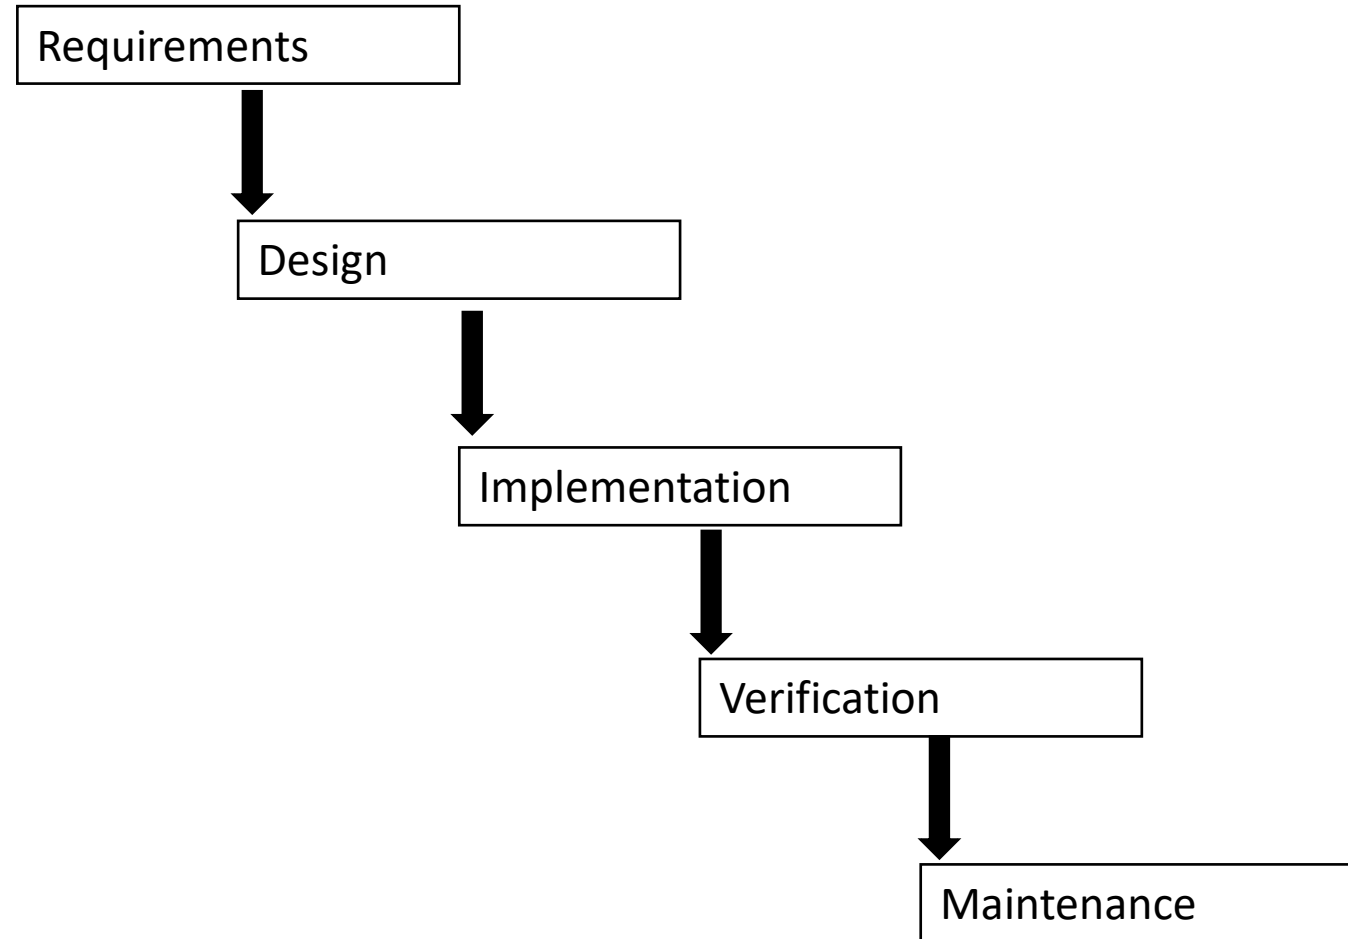 Requirements
Design
Implementation
Verification
Maintenance